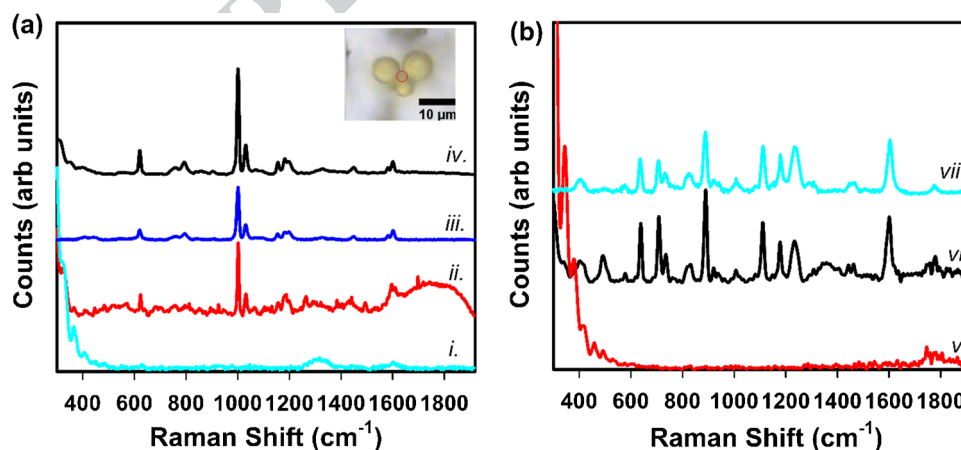 (a)
Counts (arb units)
10 µm
iv.
iii.
ii.
i.
400 600 800 1000 1200 1400 1600 1800
Raman Shift (cm⁻¹)
(b)
Counts (arb units)
vii
vi
v
400 600 800 1000 1200 1400 1600 1800
Raman Shift (cm⁻¹)